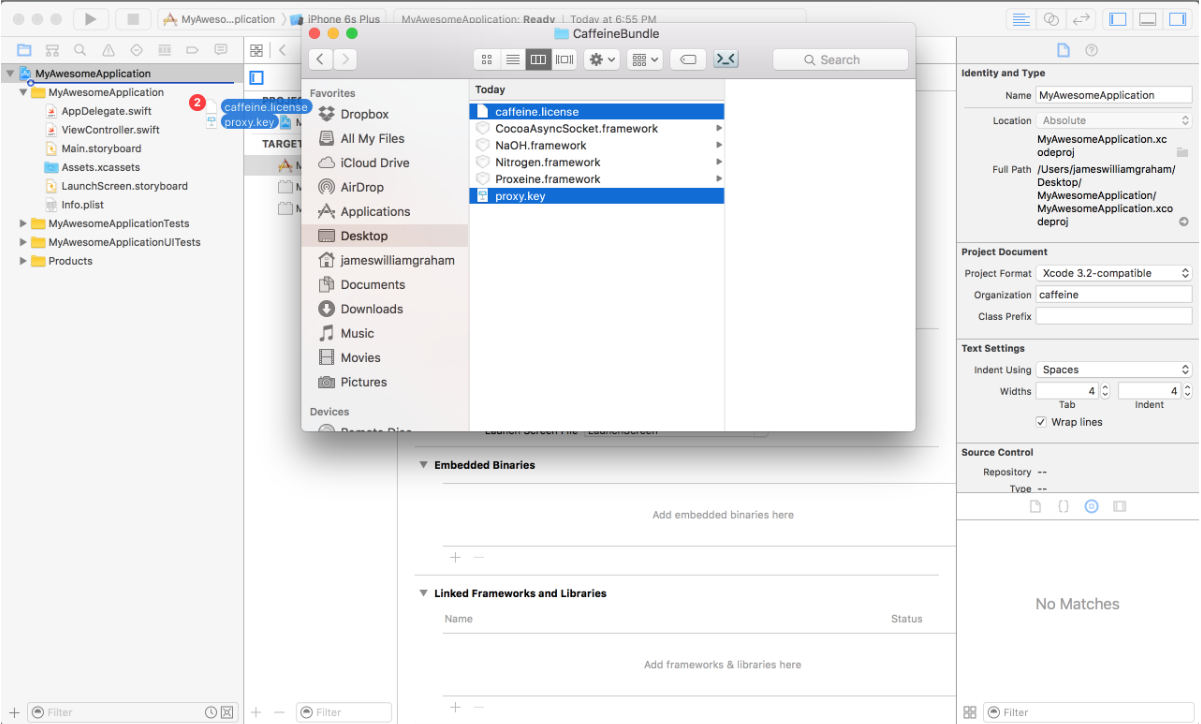 MyAweso...plication
iPhone 6s Plus
MyAwesomeApplication: Ready
Today at 6:55 PM
CaffeineBundle
Search
MyAwesomeApplication
MyAwesomeApplication
AppDelegate.swift
ViewController.swift
Main.storyboard
Assets.xcassets
LaunchScreen.storyboard
Info.plist
MyAwesomeApplicationTests
MyAwesomeApplicationUITests
Products
2
caffeine.license
proxy.key
TARGET
M
M
M
M
Favorites
Dropbox
All My Files
iCloud Drive
AirDrop
Applications
Desktop
jameswilliamgraham
Documents
Downloads
Music
Movies
Pictures
Devices
Remote Disc
Today
caffeine.license
CocoaAsyncSocket.framework
NaOH.framework
Nitrogen.framework
Proxeine.framework
proxy.key
Launch Screen File
LaunchScreen
Embedded Binaries
Add embedded binaries here
Linked Frameworks and Libraries
Name
Status
Add frameworks & libraries here
Identity and Type
Name MyAwesomeApplication
Location Absolute
MyAwesomeApplication.xc
odeproj
Full Path /Users/jameswilliamgraham/
Desktop/
MyAwesomeApplication/
MyAwesomeApplication.xco
deproj
Project Document
Project Format Xcode 3.2-compatible
Organization caffeine
Class Prefix
Text Settings
Indent Using Spaces
Widths 4 4
Tab Indent
Wrap lines
Source Control
Repository --
Type --
No Matches
Filter
Filter
Filter